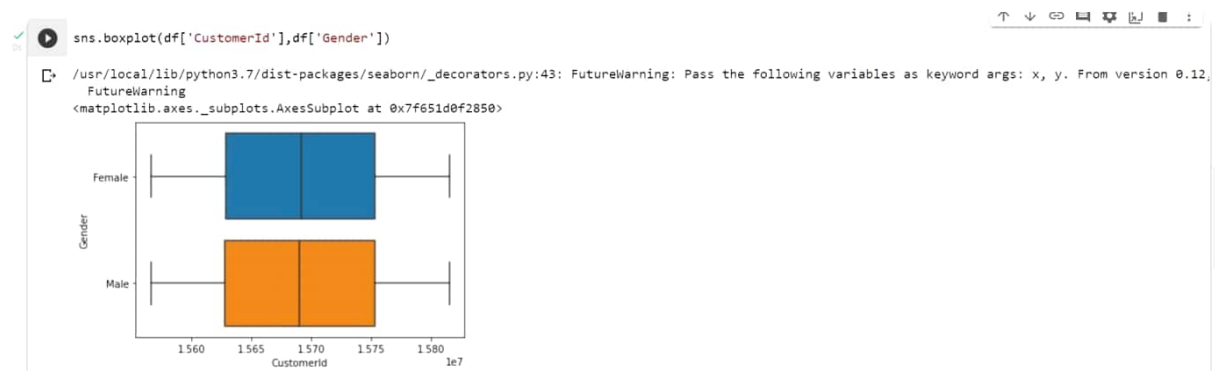 sns.boxplot(df['CustomerId'],df['Gender'])
/usr/local/lib/python3.7/dist-packages/seaborn/_decorators.py:43: FutureWarning: Pass the following variables as keyword args: x, y. From version 0.12,
FutureWarning
<matplotlib.axes._subplots.AxesSubplot at 0x7f651d0f2850>
Female
Gender
Male
1.560 1.565 1.570 1.575 1.580
CustomerId 1e7